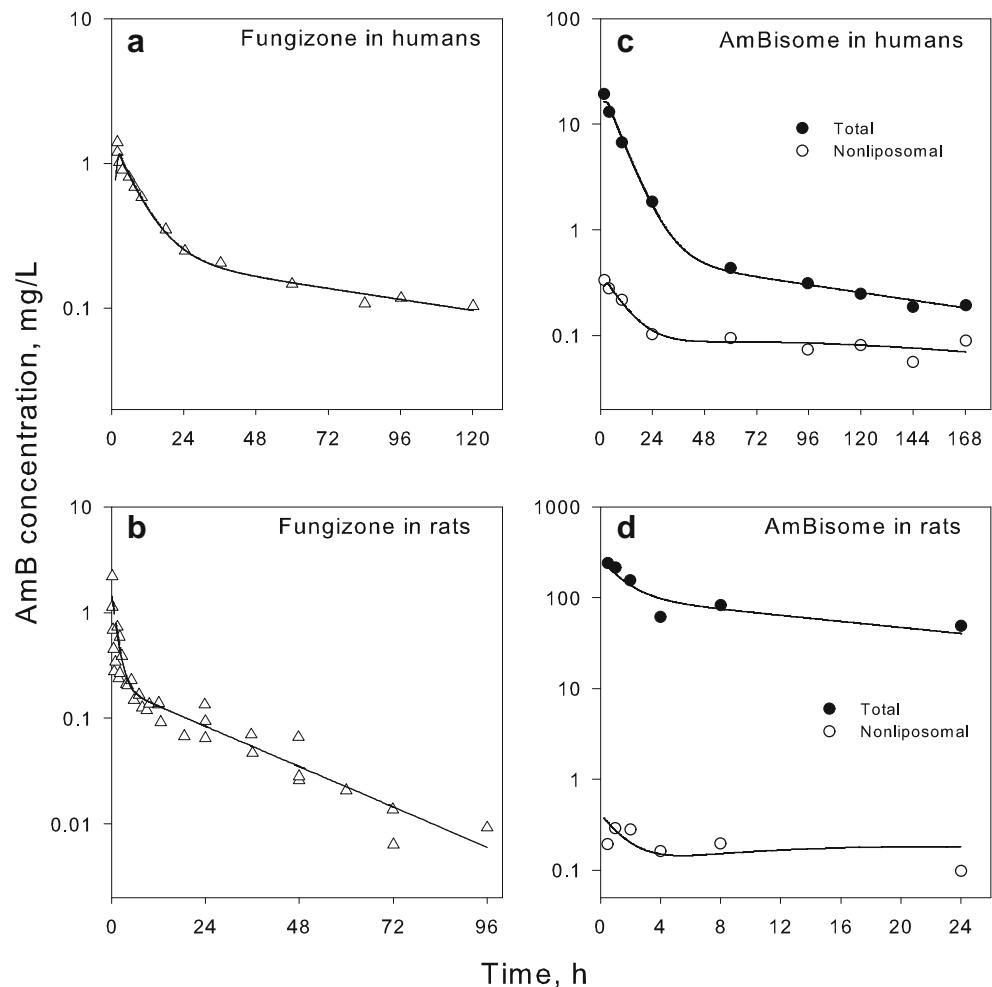 AmB concentration, mg/L
a
Fungizone in humans
10
1
0.1
0 24 48 72 96 120
c
AmBisome in humans
Total
Nonliposomal
100
10
1
0.1
0 24 48 72 96 120 144 168
b
Fungizone in rats
10
1
0.1
0.01
0 24 48 72 96
d
AmBisome in rats
1000
100
10
1
0.1
Total
Nonliposomal
0 4 8 12 16 20 24
Time, h